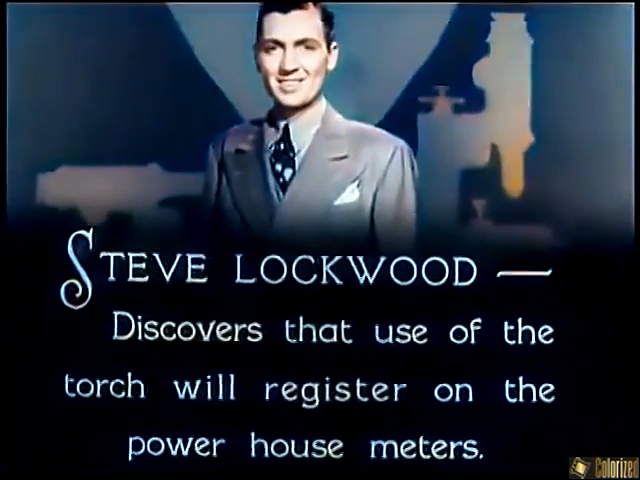 STEVE LOCKWOOD —
Discovers that use of the
torch will register on the
power house meters.
Colorized